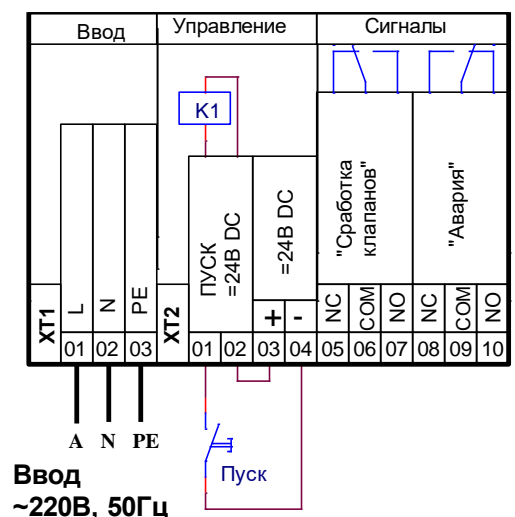 Ввод Управление Сигналы
K1
ПУСК
=24В DC
=24В DC
"Сработка
клапанов"
"Авария"
XT1 L N PE XT2 + - NC COM NO NC COM NO
01 02 03 01 02 03 04 05 06 07 08 09 10
A N PE
Пуск
Ввод
~220В, 50Гц